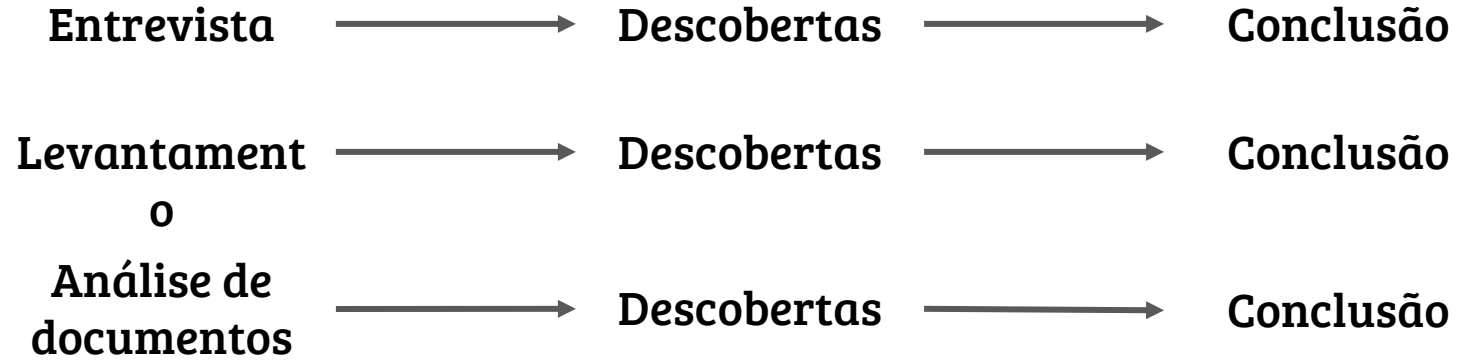 Entrevista Descobertas Conclusão
Levantament Descobertas Conclusão
o
Análise de
documentos Descobertas Conclusão